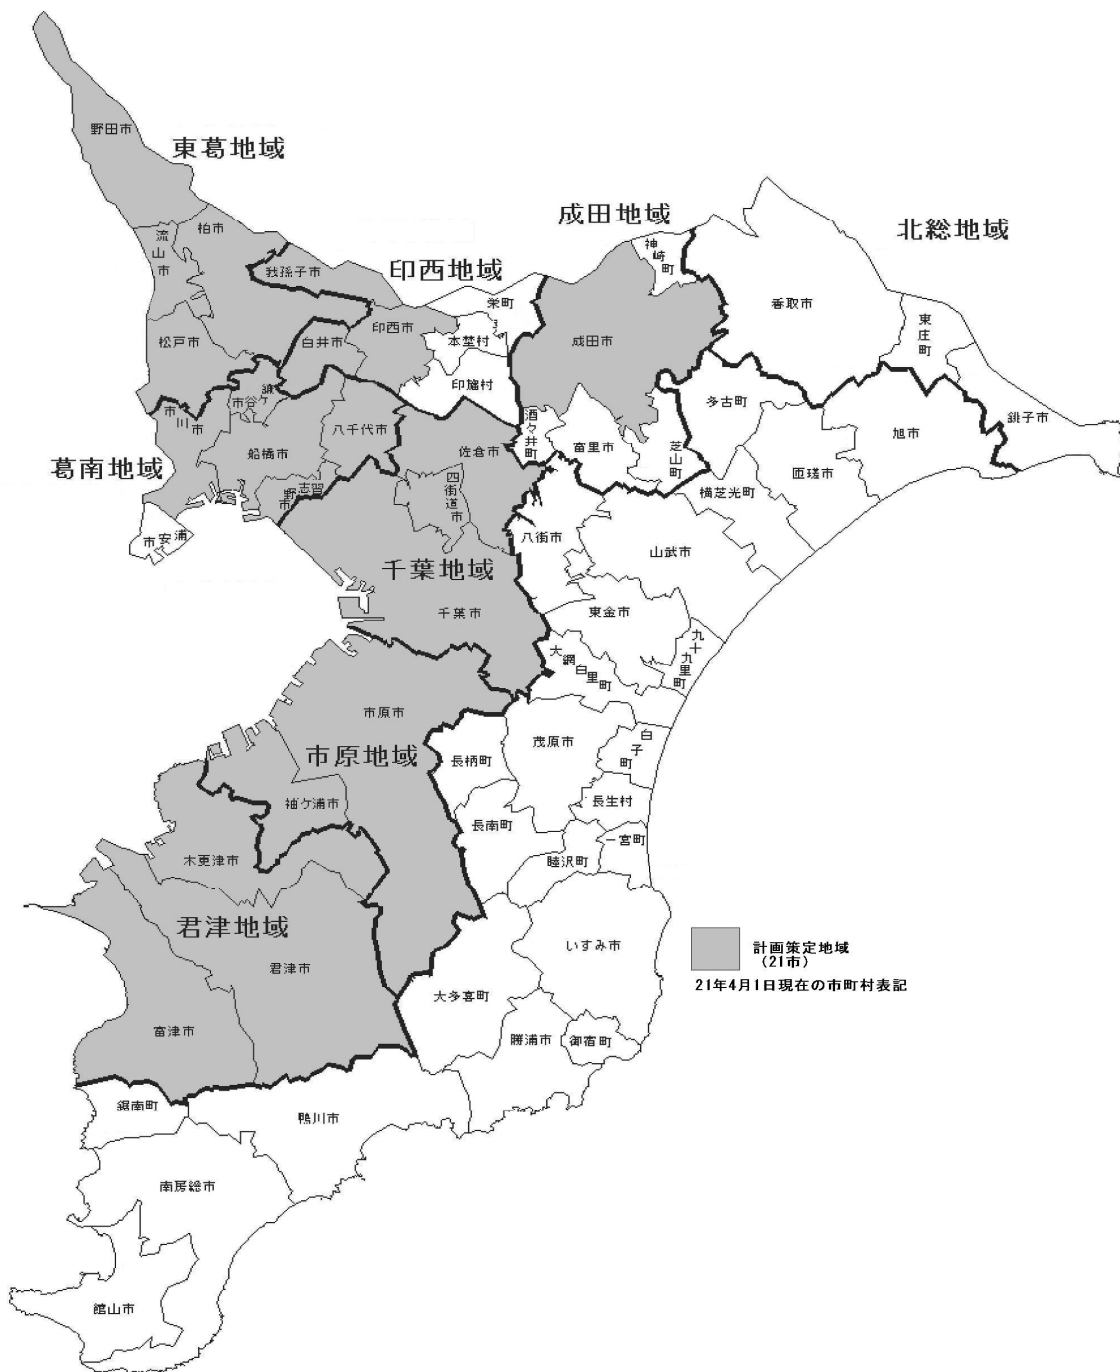 野田市
東葛地域
流山市
柏市
我孫子市
松戸市
成田地域
北総地域
印西地域
神崎町
栄町
香取市
印西市
本埜村
白井市
成田市
東庄町
印旛村
市川市
鎌ケ谷市
八千代市
船橋市
佐倉市
酒々井町
富里市
芝山町
多古町
旭市
銚子市
葛南地域
習志野市
四街道市
横芝光町
匝瑳市
浦安市
八街市
山武市
千葉地域
千葉市
東金市
九十九里町
大網白里町
市原市
市原地域
茂原市
白子町
長柄町
袖ケ浦市
長生村
長南町
一宮町
木更津市
睦沢町
君津地域
君津市
いすみ市
計画策定地域
(21市)
21年4月1日現在の市町村表記
大多喜町
富津市
勝浦市
御宿町
鋸南町
鴨川市
南房総市
館山市